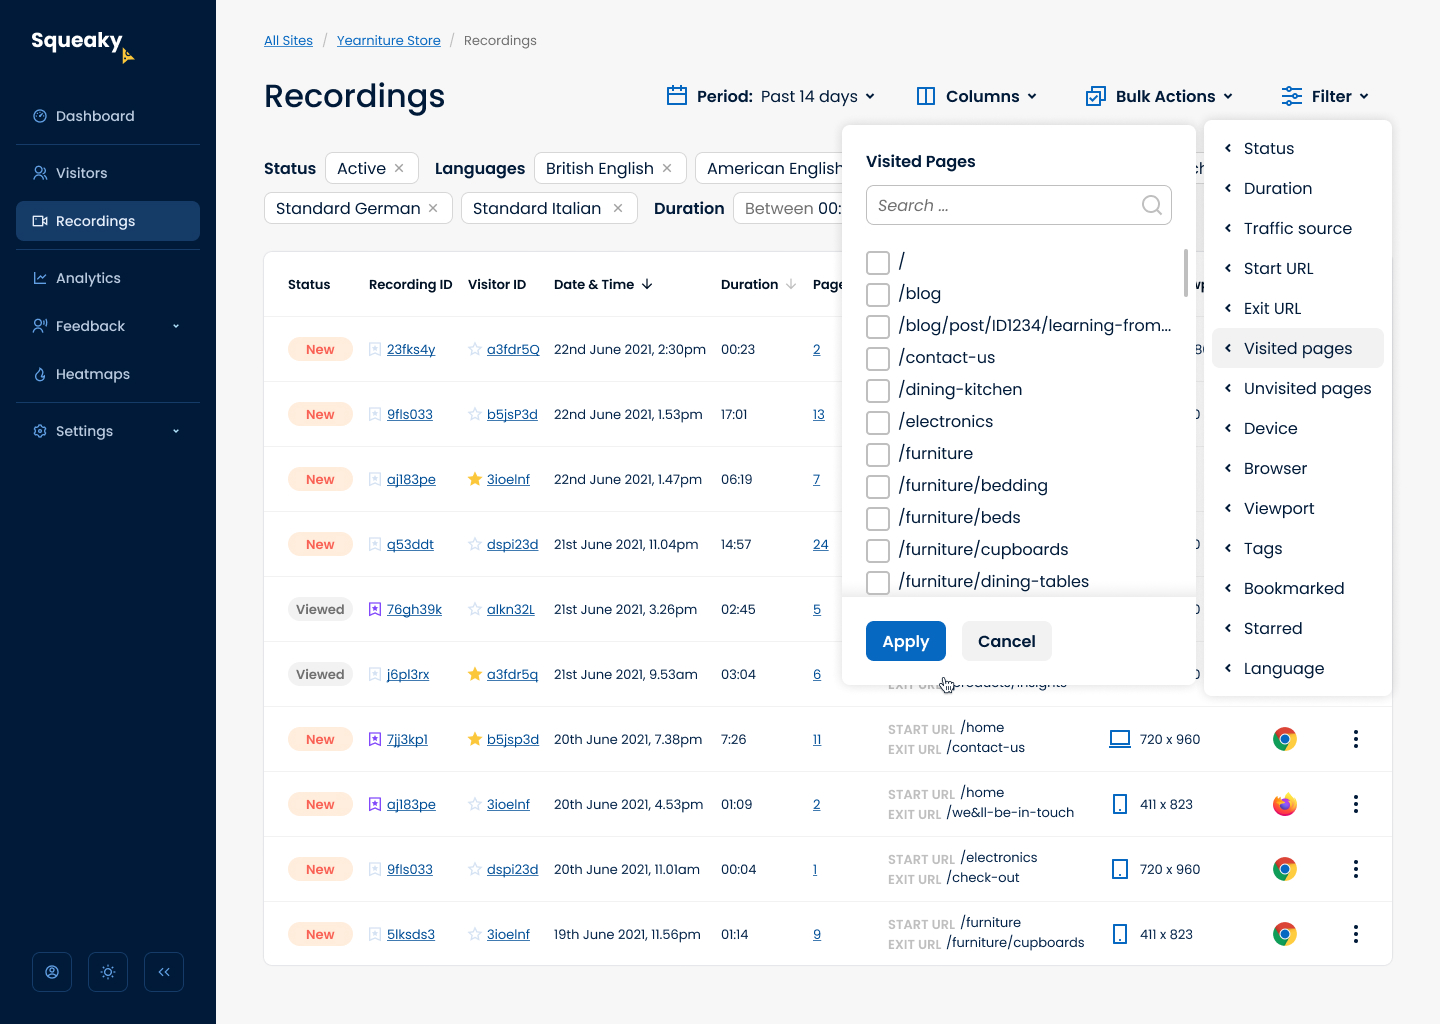 Squeaky
Dashboard
Visitors
Recordings
Analytics
Feedback
Heatmaps
Settings
All Sites / Yearniture Store / Recordings
Recordings
Period: Past 14 days
Columns
Bulk Actions
Filter
Status Active × Languages British English × American English
Standard German × Standard Italian × Duration Between 00:
Status Recording ID Visitor ID Date & Time Duration Page
New 23fks4y a3fdr5Q 22nd June 2021, 2:30pm 00:23 2
New 9fls033 b5jsP3d 22nd June 2021, 1.53pm 17:01 13
New aj183pe 3ioelnf 22nd June 2021, 1.47pm 06:19 7
New q53ddt dspi23d 21st June 2021, 11.04pm 14:57 24
Viewed 76gh39k alkn32L 21st June 2021, 3.26pm 02:45 5
Viewed j6pl3rx a3fdr5q 21st June 2021, 9.53am 03:04 6
New 7jj3kp1 b5jsp3d 20th June 2021, 7.38pm 7:26 11 START URL /home 720 x 960
EXIT URL /contact-us
New aj183pe 3ioelnf 20th June 2021, 4.53pm 01:09 2 START URL /home 411 x 823
EXIT URL /we&ll-be-in-touch
New 9fls033 dspi23d 20th June 2021, 11.01am 00:04 1 START URL /electronics 720 x 960
EXIT URL /check-out
New 5lksds3 3ioelnf 19th June 2021, 11.56pm 01:14 9 START URL /furniture 411 x 823
EXIT URL /furniture/cupboards
Visited Pages
Search ...
/
/blog
/blog/post/ID1234/learning-from...
/contact-us
/dining-kitchen
/electronics
/furniture
/furniture/bedding
/furniture/beds
/furniture/cupboards
/furniture/dining-tables
Apply
Cancel
Status
Duration
Traffic source
Start URL
Exit URL
Visited pages
Unvisited pages
Device
Browser
Viewport
Tags
Bookmarked
Starred
Language